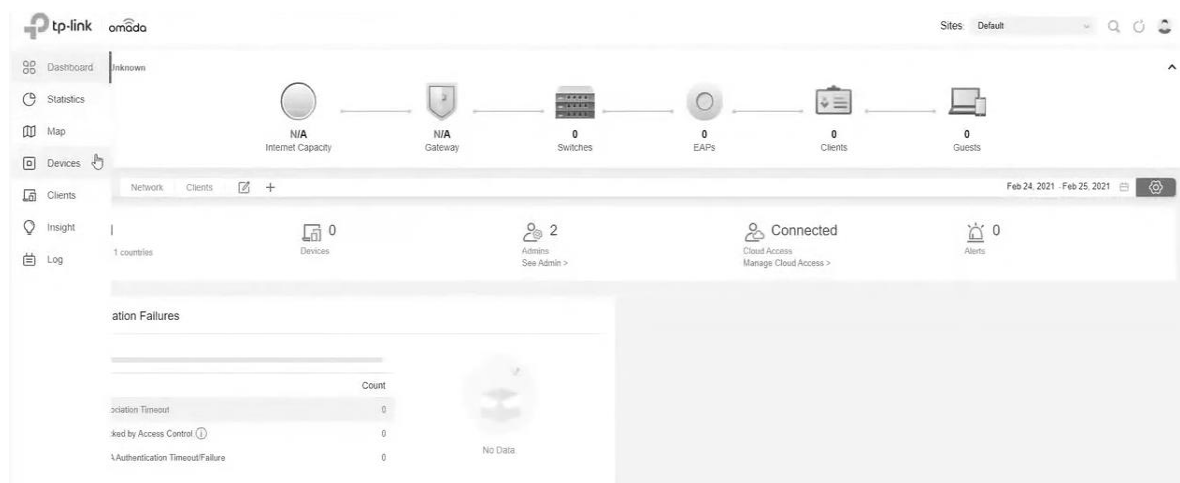 tp-link omada
Sites: Default
Dashboard
Unknown
Statistics
Map
Devices
Clients
Insight
Log
N/A
Internet Capacity
N/A
Gateway
0
Switches
0
EAPs
0
Clients
0
Guests
Network Clients
Feb 24, 2021 - Feb 25, 2021
1 countries
0
Devices
2
Admins
See Admin >
Connected
Cloud Access
Manage Cloud Access >
0
Alerts
ation Failures
Count
ociation Timeout 0
cked by Access Control 0
Authentication Timeout/Failure 0
No Data